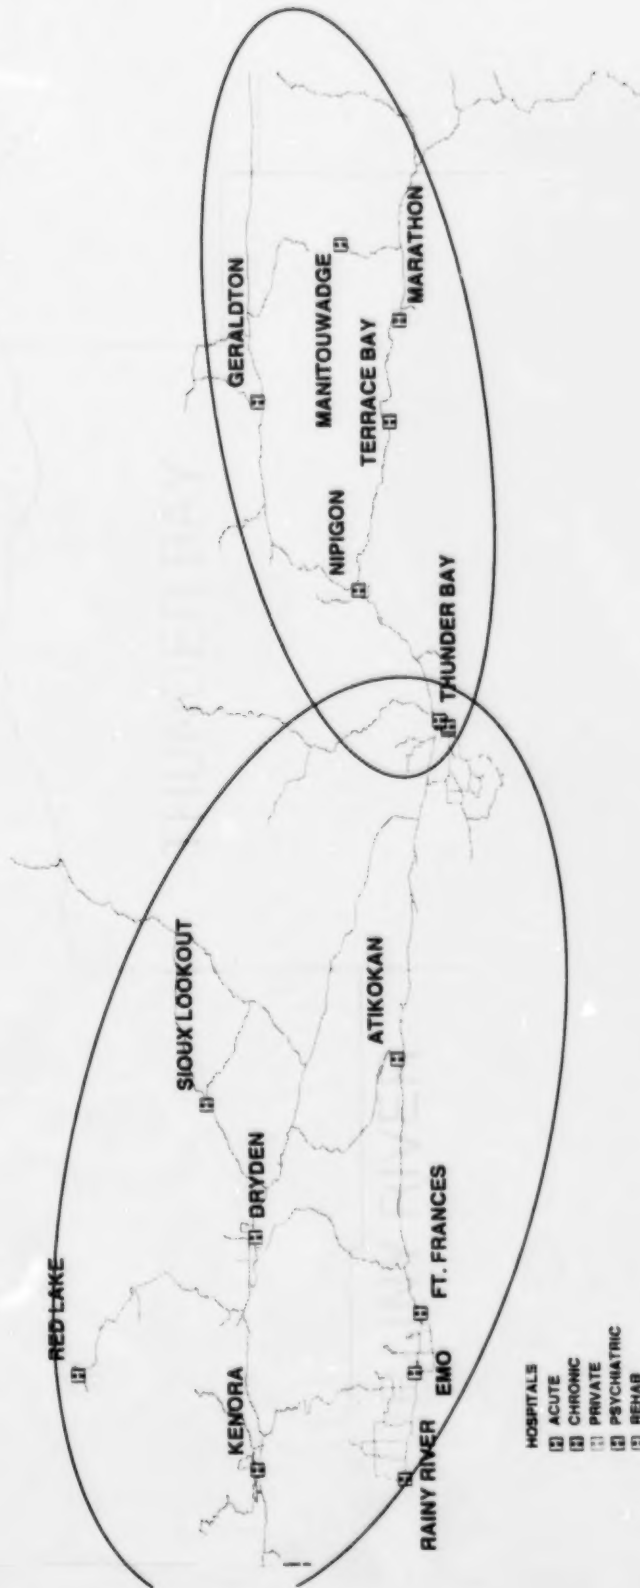 RED LAKE
SIOUX LOOKOUT
GERALDTON
KENORA
DRYDEN
MANITOUWADGE
NIPIGON
TERRACE BAY
MARATHON
ATIKOKAN
THUNDER BAY
FT. FRANCES
EMO
RAINY RIVER
HOSPITALS
H ACUTE
H CHRONIC
H PRIVATE
H PSYCHIATRIC
H REHAB